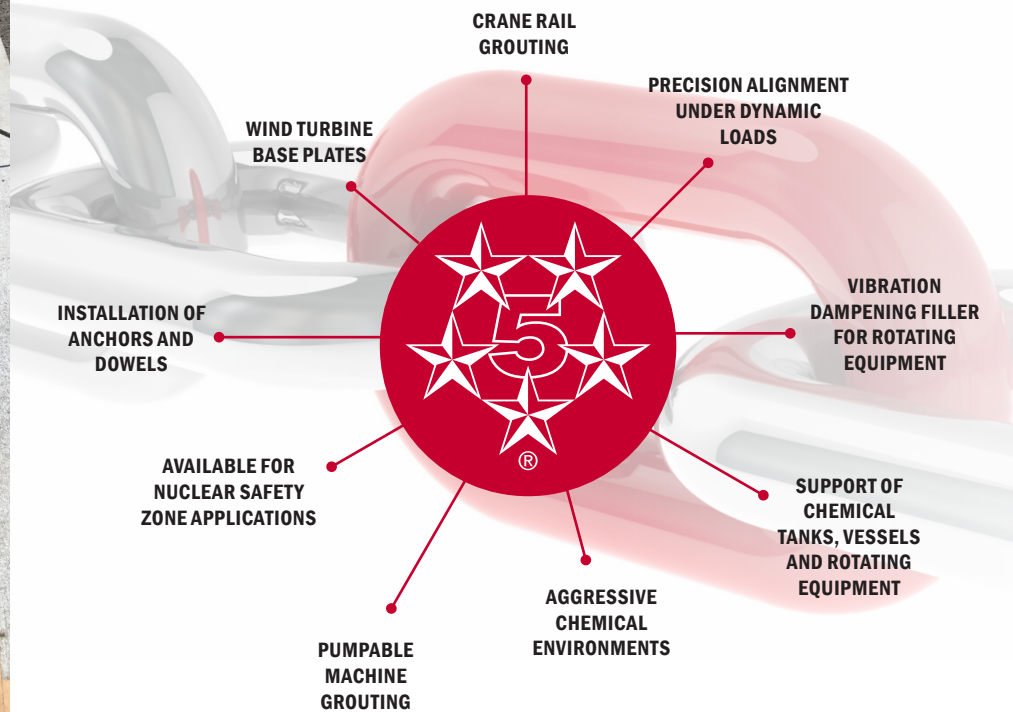 CRANE RAIL
GROUTING
PRECISION ALIGNMENT
UNDER DYNAMIC
LOADS
WIND TURBINE
BASE PLATES
VIBRATION
DAMPENING FILLER
FOR ROTATING
EQUIPMENT
INSTALLATION OF
ANCHORS AND
DOWELS
5
®
AVAILABLE FOR
NUCLEAR SAFETY
ZONE APPLICATIONS
SUPPORT OF
CHEMICAL
TANKS, VESSELS
AND ROTATING
EQUIPMENT
AGGRESSIVE
CHEMICAL
ENVIRONMENTS
PUMPABLE
MACHINE
GROUTING